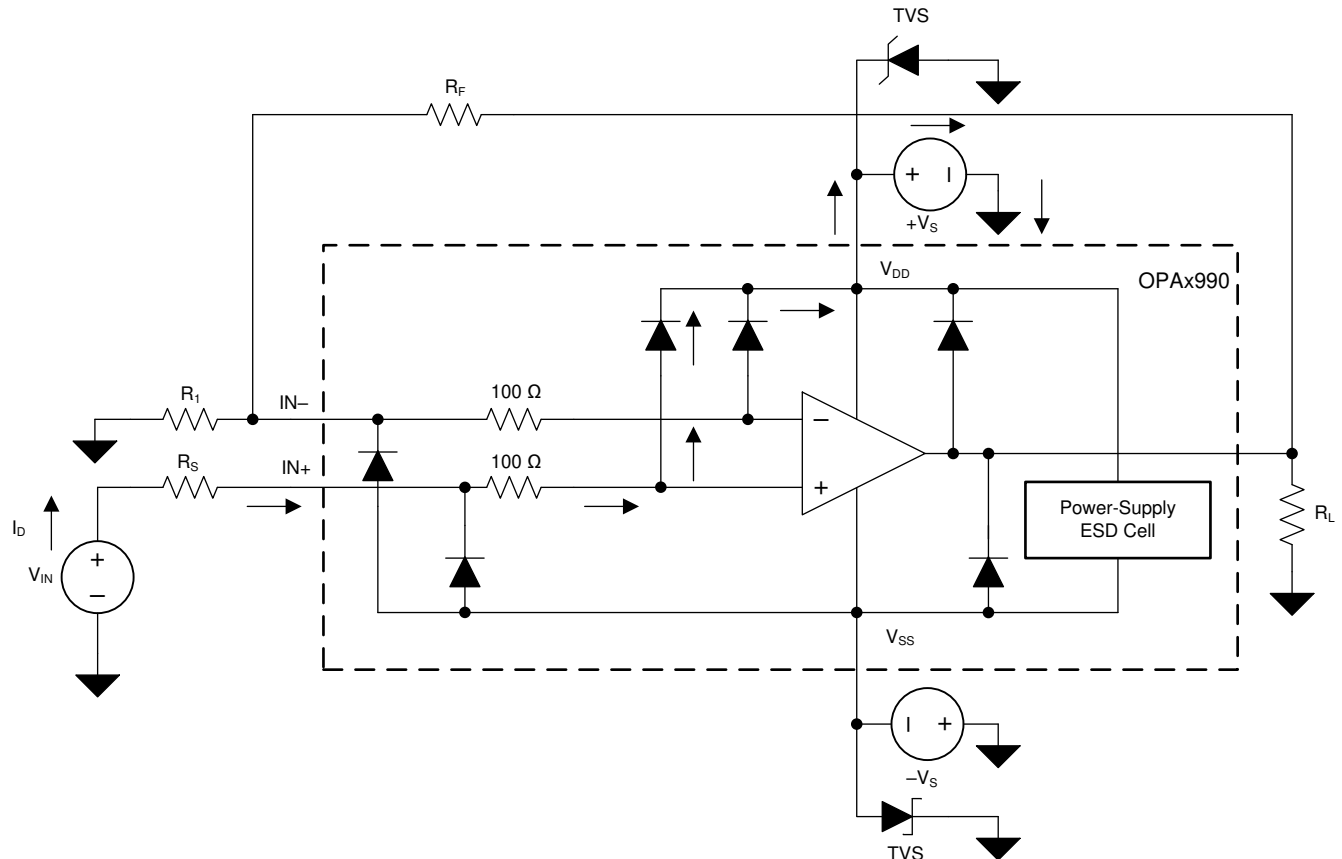 TVS
R_F
+ −
+V_S
V_DD
OPAx990
R_1
IN–
100 Ω
−
R_S
IN+
100 Ω
+
I_D
V_IN
+
−
Power-Supply
ESD Cell
R_L
V_SS
− +
–V_S
TVS